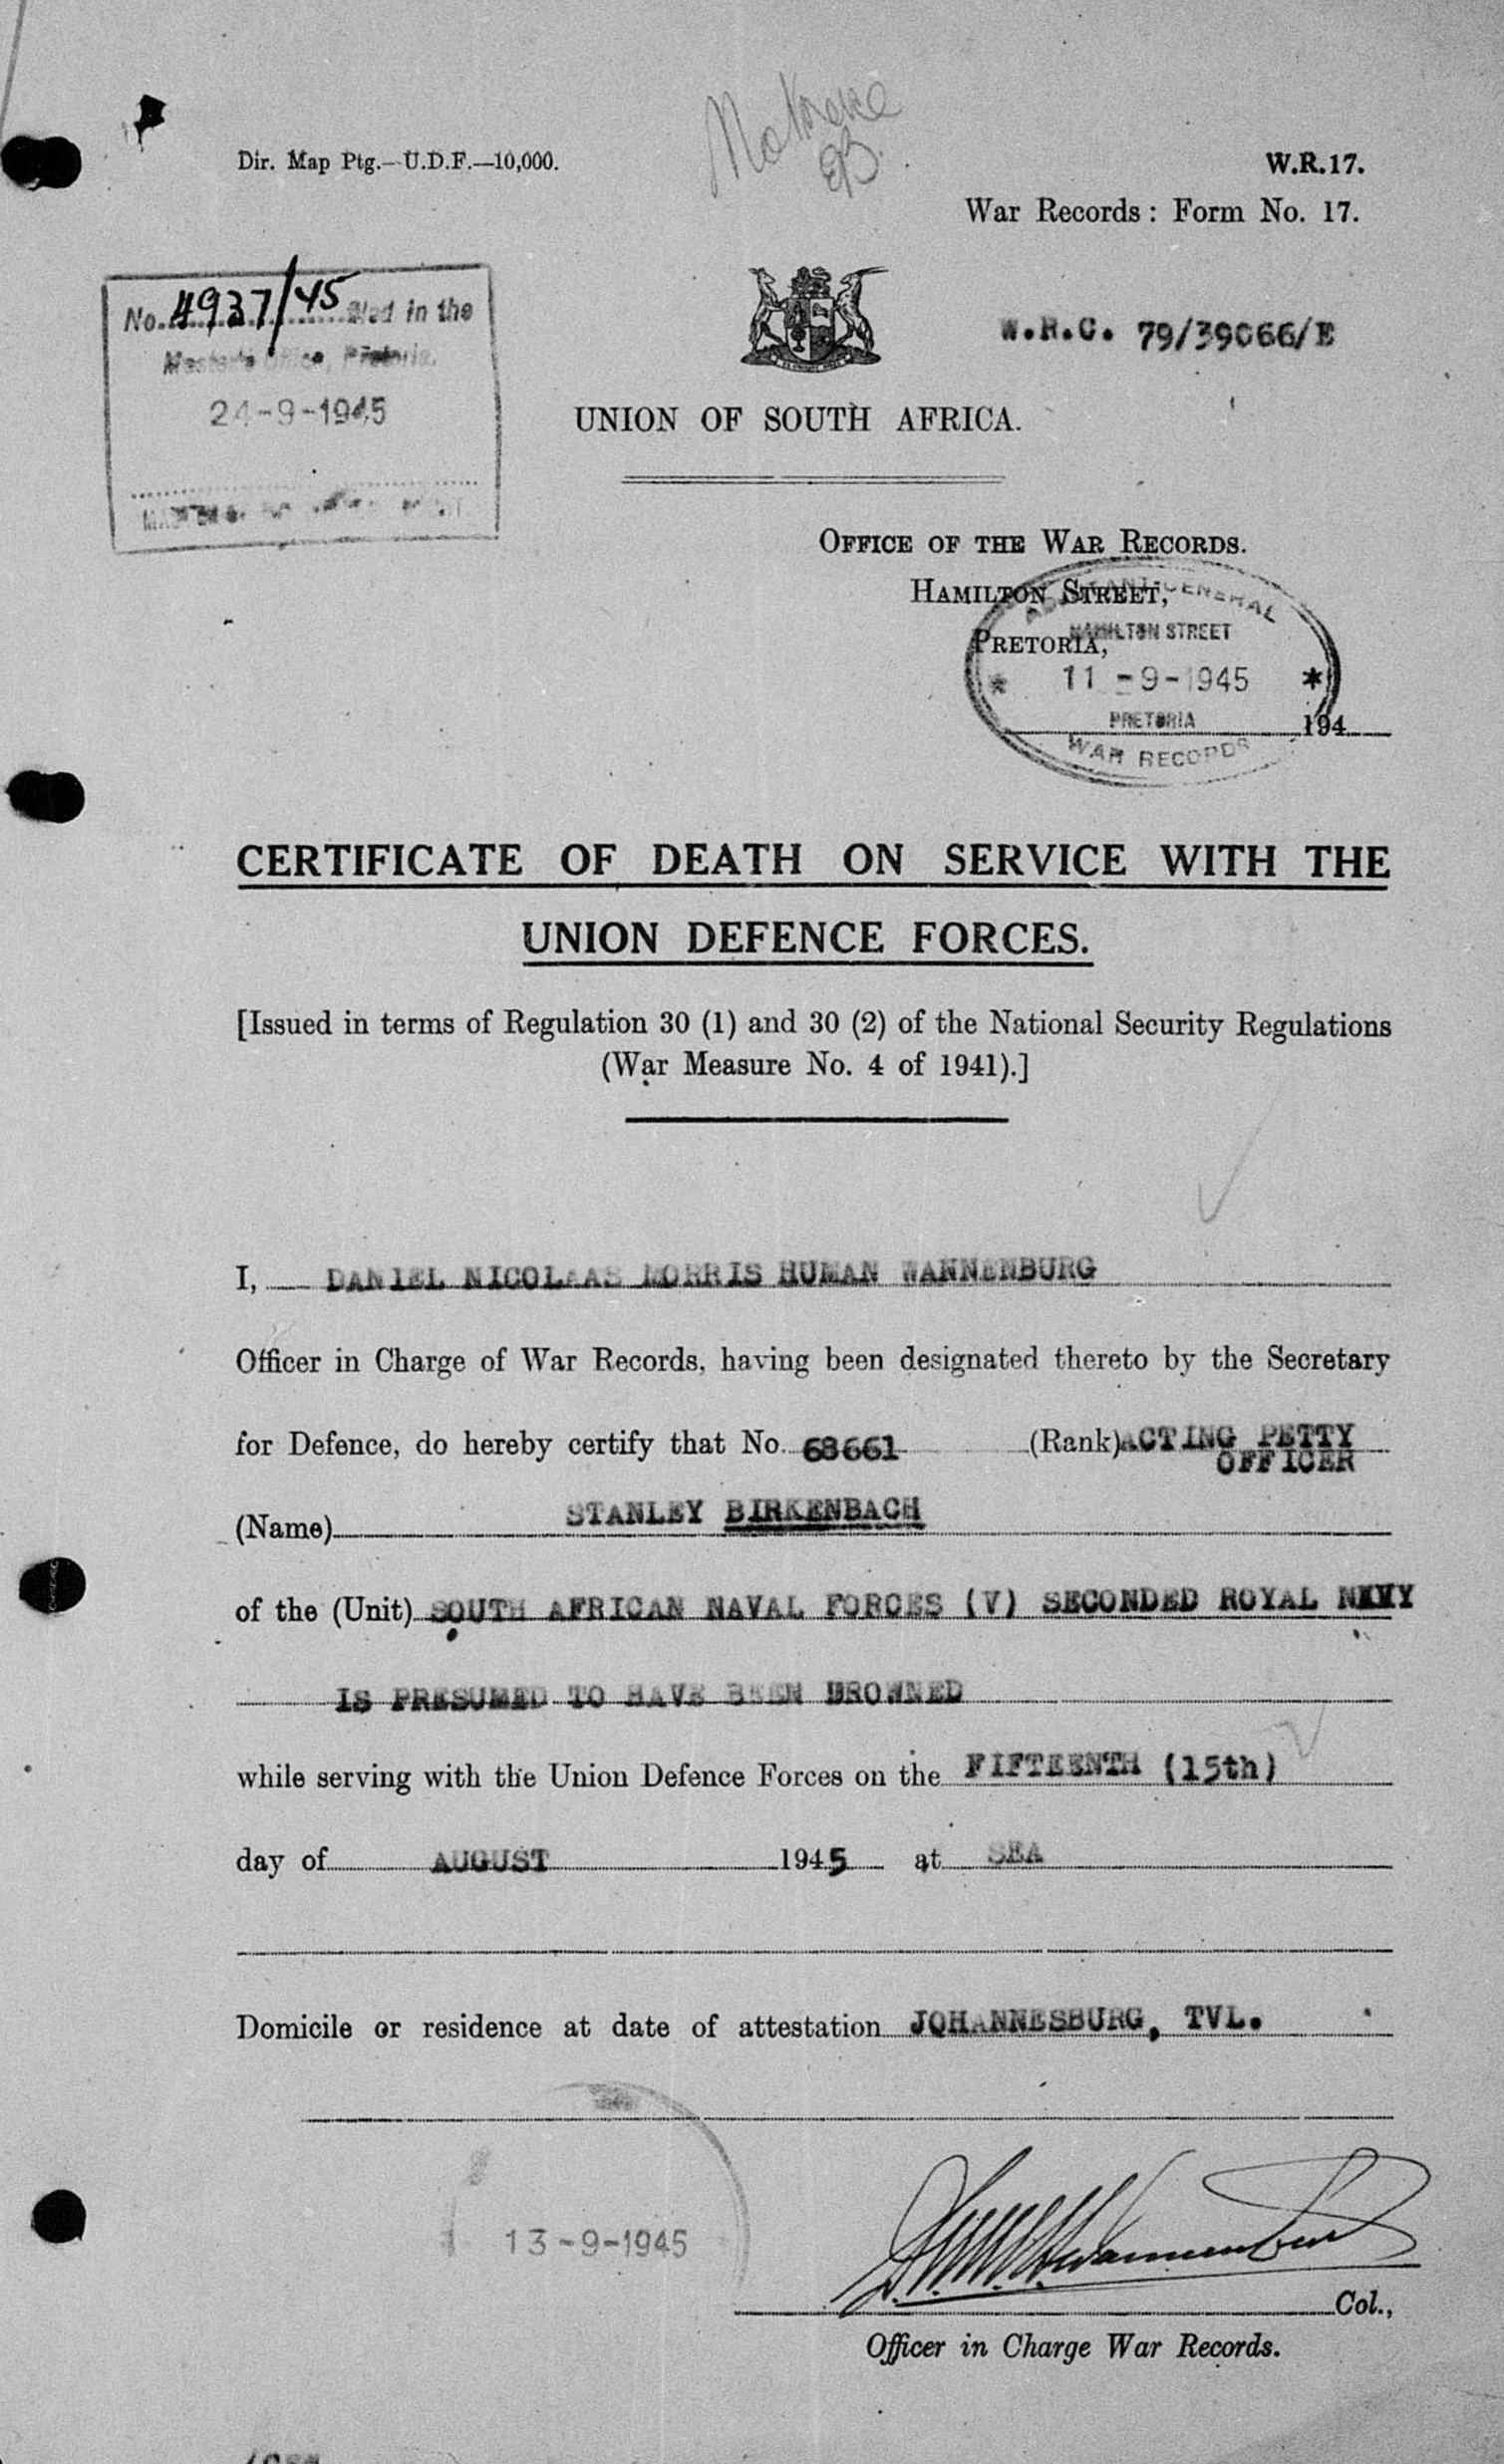 Dir. Map Ptg.—U.D.F.—10,000.
W.R.17.
War Records: Form No. 17.
No. 4937/45 filed in the
Master's Office, Pretoria.
24-9-1945
W.R.C. 79/39066/E
UNION OF SOUTH AFRICA.
OFFICE OF THE WAR RECORDS.
HAMILTON STREET,
PRETORIA,
GENERAL
HAMILTON STREET
* 11-9-1945 *
PRETORIA
194
WAR RECORDS
CERTIFICATE OF DEATH ON SERVICE WITH THE
UNION DEFENCE FORCES.
[Issued in terms of Regulation 30 (1) and 30 (2) of the National Security Regulations
(War Measure No. 4 of 1941).]
I, DANIEL NICOLAAS MORRIS HUMAN WANNENBURG
Officer in Charge of War Records, having been designated thereto by the Secretary
for Defence, do hereby certify that No. 68661 (Rank) ACTING PETTY
OFFICER
(Name) STANLEY BIRKENBACH
of the (Unit) SOUTH AFRICAN NAVAL FORCES (V) SECONDED ROYAL NAVY
IS PRESUMED TO HAVE BEEN DROWNED
while serving with the Union Defence Forces on the FIFTEENTH (15th)
day of AUGUST 1945 at SEA
Domicile or residence at date of attestation JOHANNESBURG, TVL.
13-9-1945
Col.,
Officer in Charge War Records.